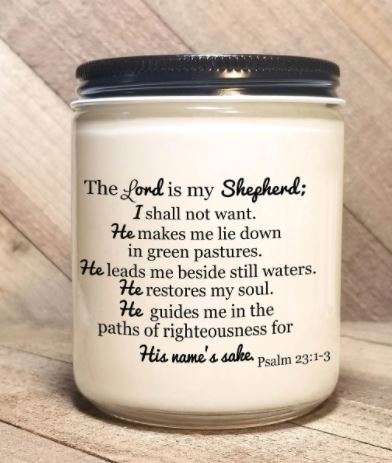 The Lord is my Shepherd;
I shall not want.
He makes me lie down
in green pastures.
He leads me beside still waters.
He restores my soul.
He guides me in the
paths of righteousness for
His name's sake. Psalm 23:1-3